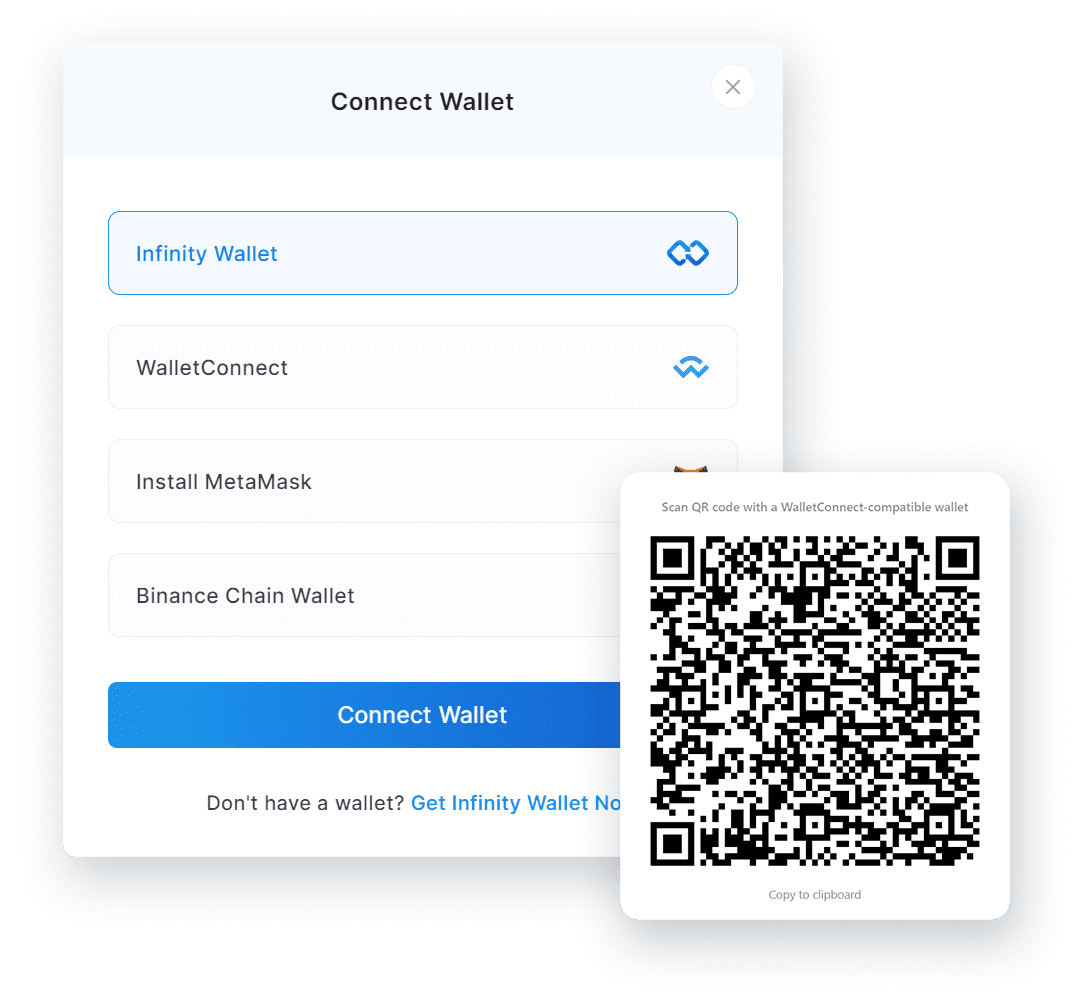 Connect Wallet
Infinity Wallet
WalletConnect
Install MetaMask
Binance Chain Wallet
Connect Wallet
Don't have a wallet? Get Infinity Wallet No
Scan QR code with a WalletConnect-compatible wallet
Copy to clipboard